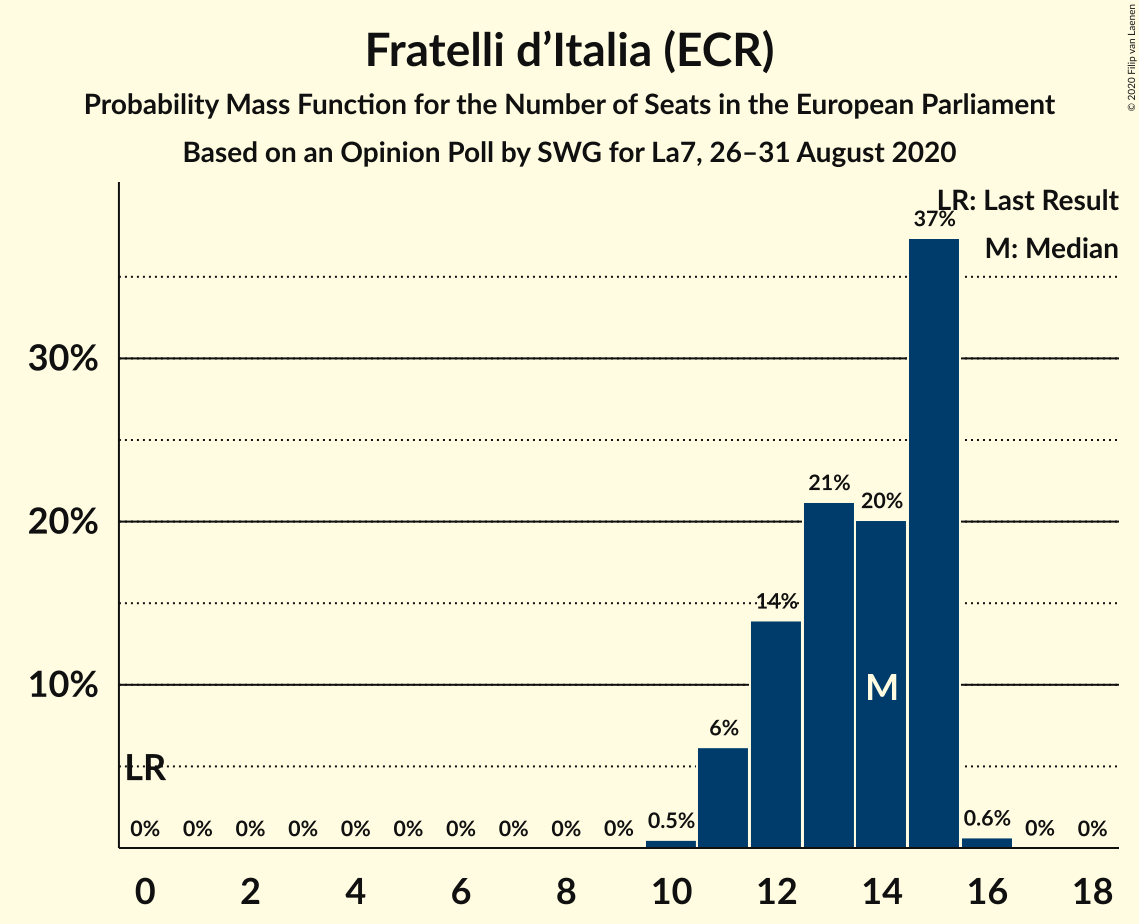 Fratelli d’Italia (ECR)
Probability Mass Function for the Number of Seats in the European Parliament
Based on an Opinion Poll by SWG for La7, 26–31 August 2020
© 2020 Filip van Laenen
LR: Last Result
M: Median
37%
30%
20%
10%
21%
20%
14%
6%
M
LR
0% 0% 0% 0% 0% 0% 0% 0% 0% 0% 0.5% 0.6% 0% 0%
0 2 4 6 8 10 12 14 16 18